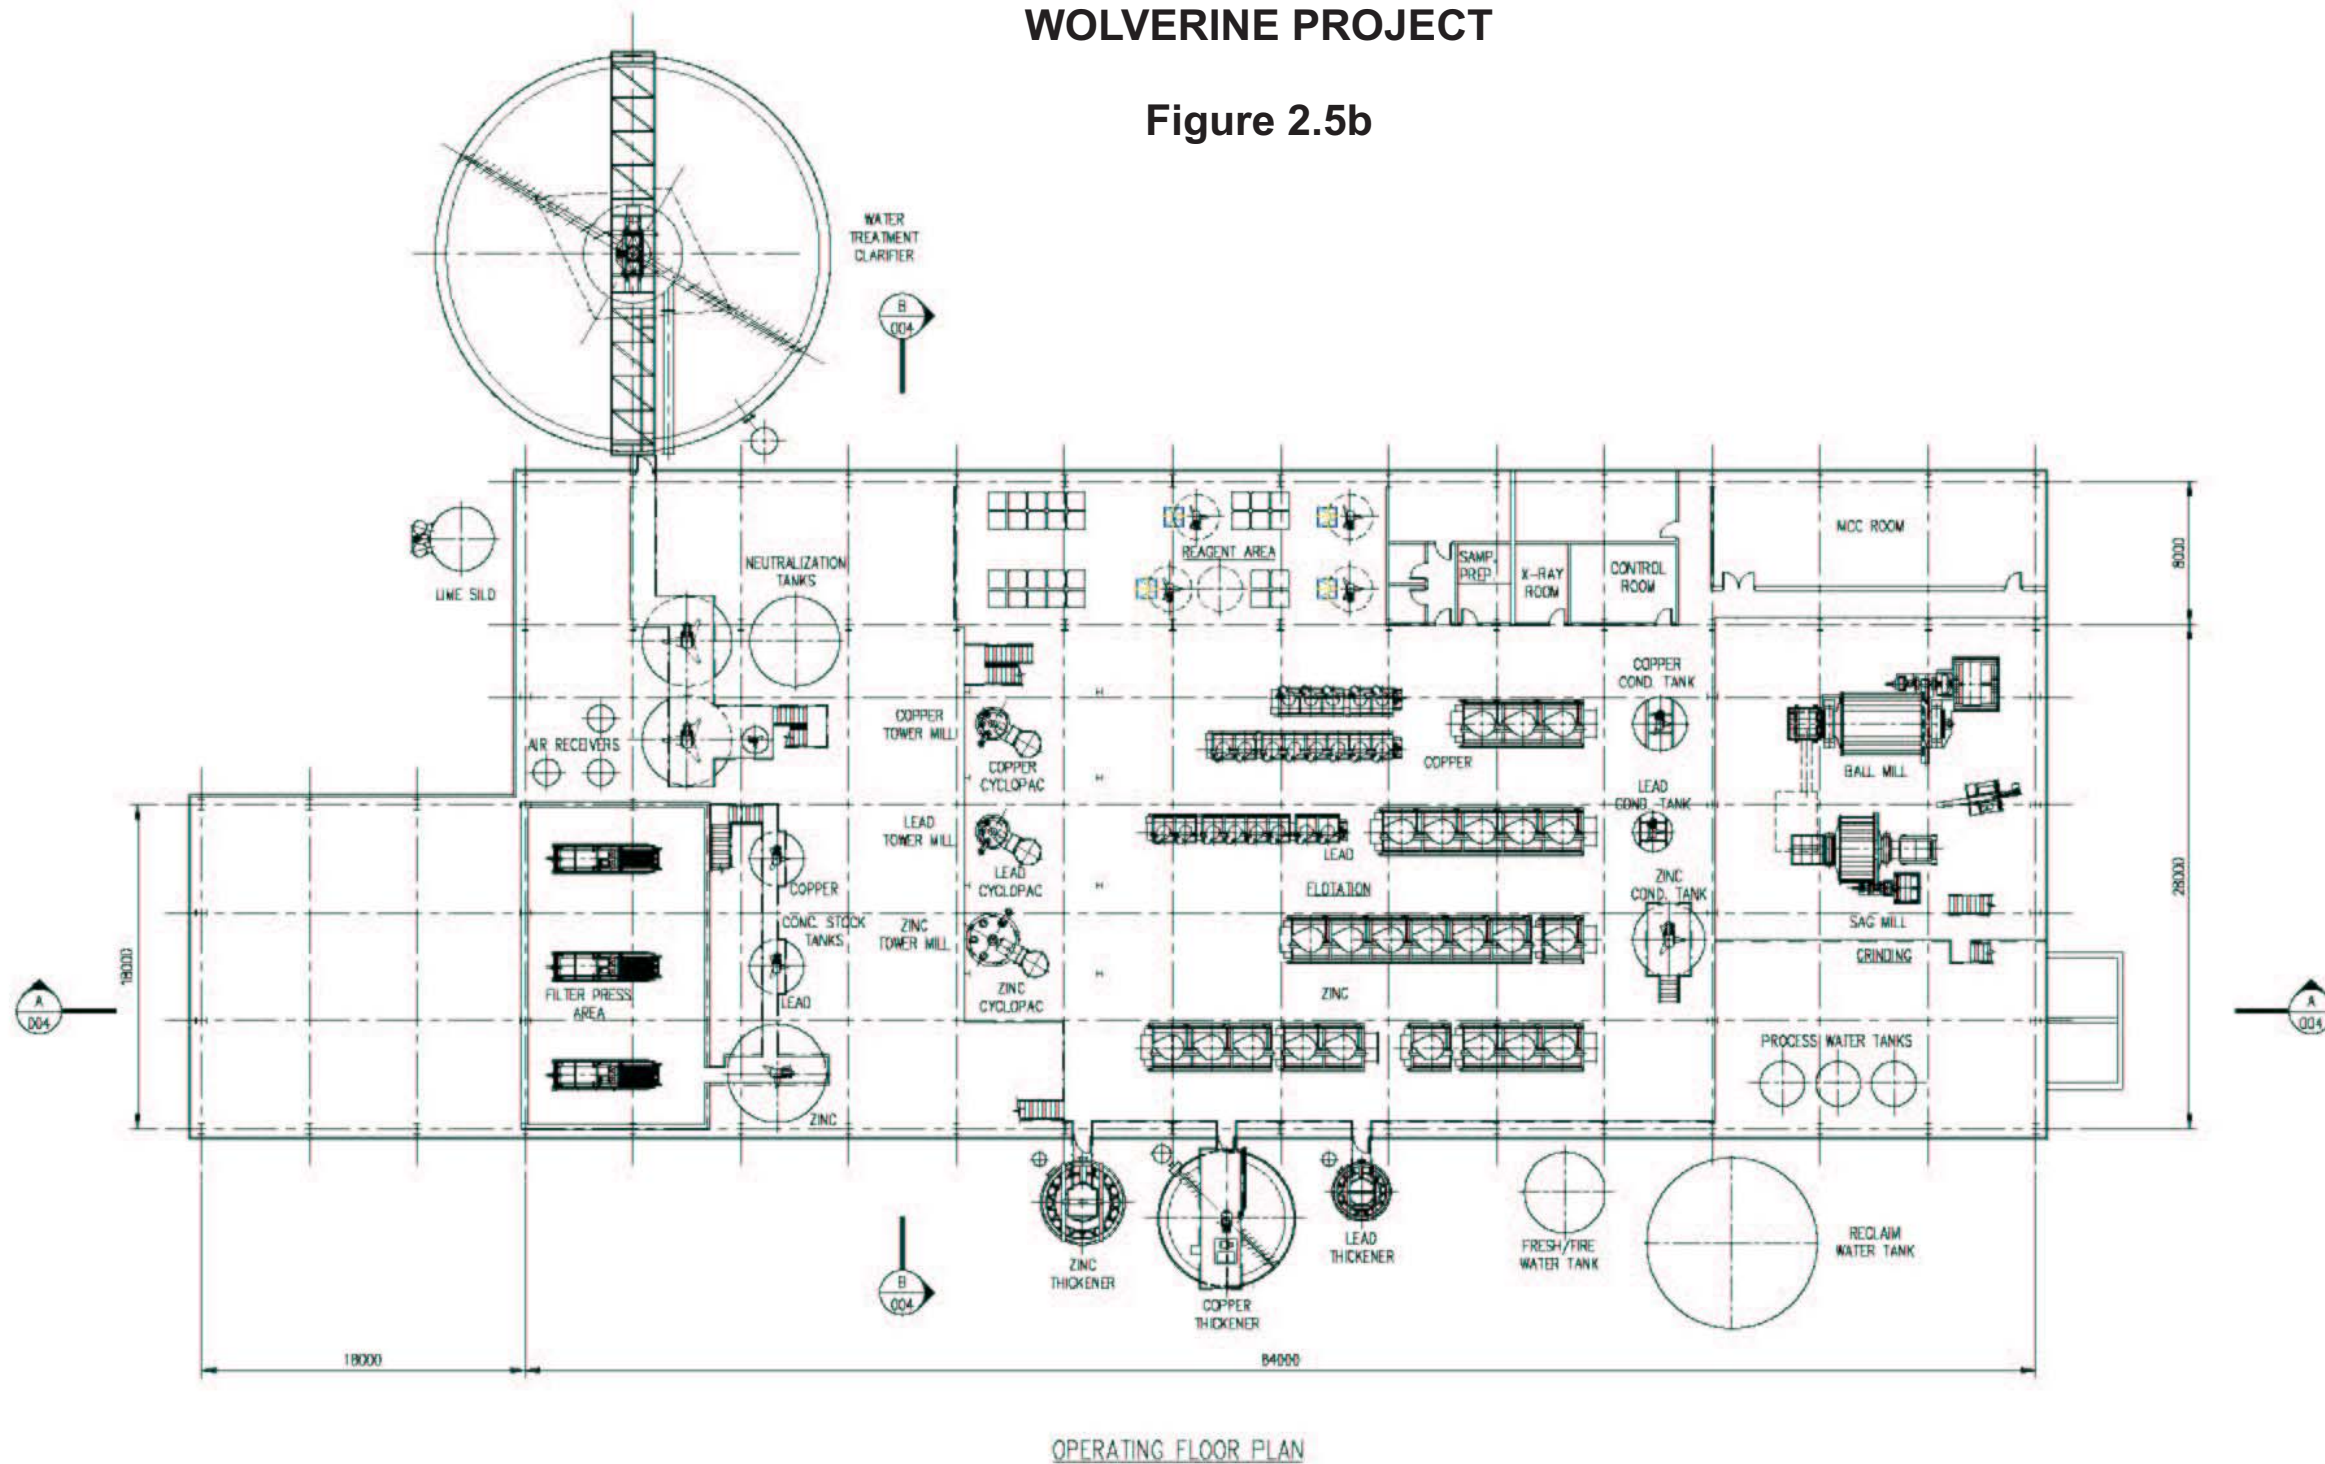 WOLVERINE PROJECT
Figure 2.5b
WATER
TREATMENT
CLARIFIER
B
004
LIME SILO
NEUTRALIZATION
TANKS
REAGENT AREA
SAMP.
PREP.
X-RAY
ROOM
CONTROL
ROOM
MCC ROOM
8000
AIR RECEIVERS
COPPER
TOWER MILL
COPPER
CYCLOPAC
COPPER
COPPER
COND. TANK
BALL MILL
LEAD
TOWER MILL
LEAD
CYCLOPAC
LEAD
LEAD
COND. TANK
FLOTATION
ZINC
COND. TANK
SAG MILL
GRINDING
28000
18000
FILTER PRESS
AREA
COPPER
CONC. STOCK
TANKS
LEAD
ZINC
ZINC
TOWER MILL
ZINC
CYCLOPAC
ZINC
PROCESS WATER TANKS
A
004
A
004
ZINC
THICKENER
COPPER
THICKENER
LEAD
THICKENER
FRESH/FIRE
WATER TANK
RECLAIM
WATER TANK
B
004
18000
84000
OPERATING FLOOR PLAN